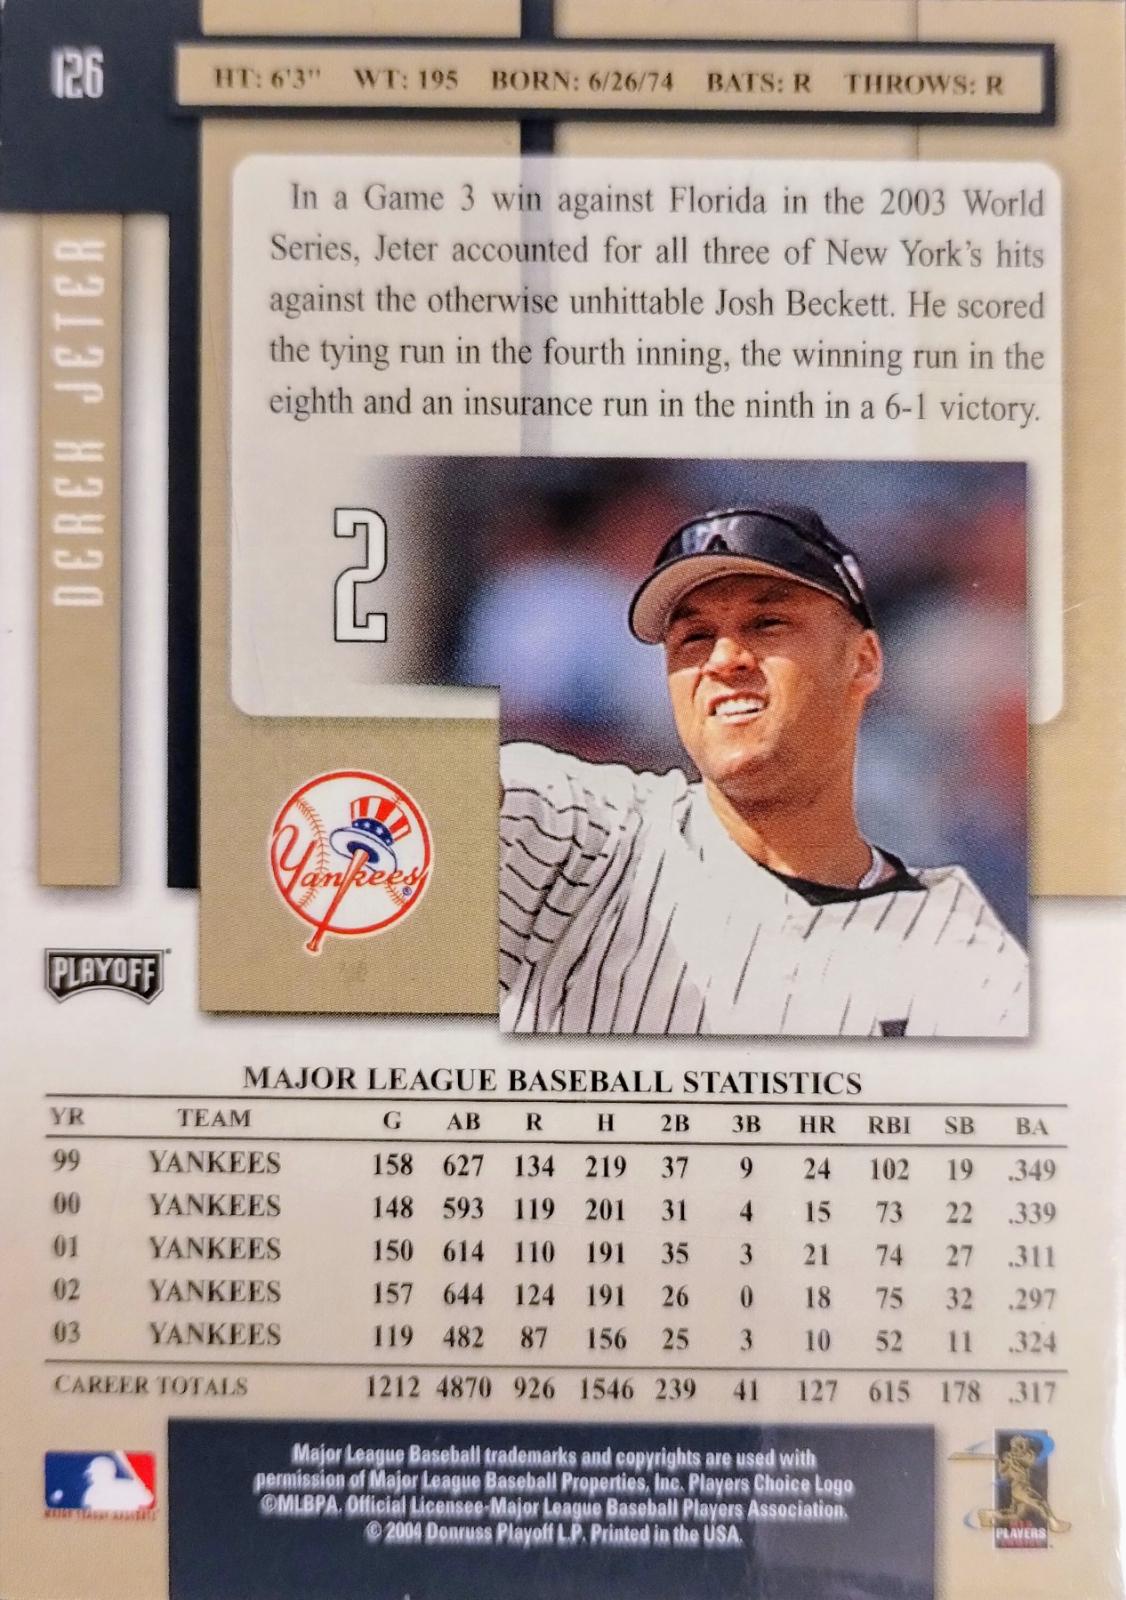 126
HT: 6'3" WT: 195 BORN: 6/26/74 BATS: R THROWS: R
DEREK JETER
In a Game 3 win against Florida in the 2003 World
Series, Jeter accounted for all three of New York's hits
against the otherwise unhittable Josh Beckett. He scored
the tying run in the fourth inning, the winning run in the
eighth and an insurance run in the ninth in a 6-1 victory.
2
Yankees®
PLAYOFF
MAJOR LEAGUE BASEBALL STATISTICS
YR TEAM G AB R H 2B 3B HR RBI SB BA
99 YANKEES 158 627 134 219 37 9 24 102 19 .349
00 YANKEES 148 593 119 201 31 4 15 73 22 .339
01 YANKEES 150 614 110 191 35 3 21 74 27 .311
02 YANKEES 157 644 124 191 26 0 18 75 32 .297
03 YANKEES 119 482 87 156 25 3 10 52 11 .324
CAREER TOTALS 1212 4870 926 1546 239 41 127 615 178 .317
Major League Baseball trademarks and copyrights are used with
permission of Major League Baseball Properties, Inc. Players Choice Logo
©MLBPA, Official Licensee-Major League Baseball Players Association.
© 2004 Donruss Playoff L.P. Printed in the USA.
MAJOR LEAGUE BASEBALL
PLAYERS
CHOICE